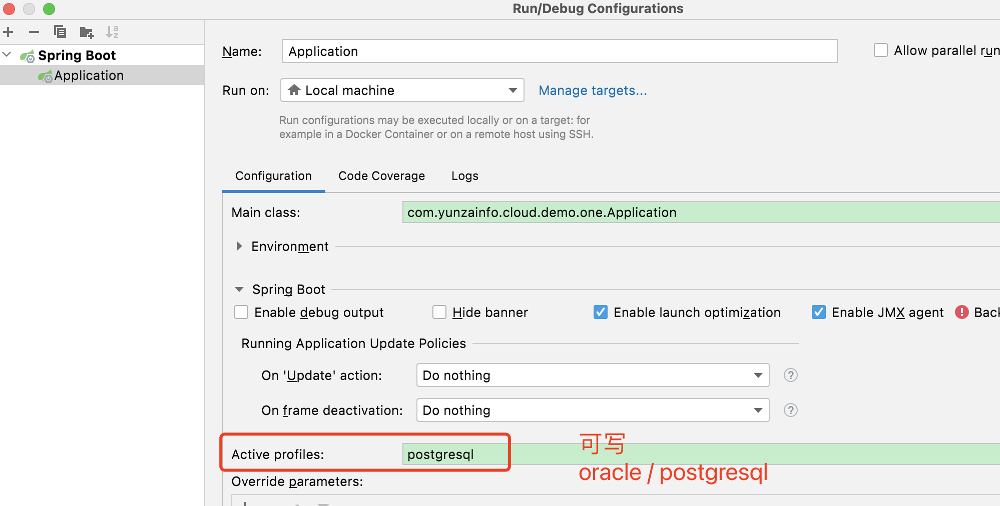 Run/Debug Configurations
Spring Boot
Application
Name: Application
Allow parallel run
Run on: Local machine Manage targets...
Run configurations may be executed locally or on a target: for
example in a Docker Container or on a remote host using SSH.
Configuration Code Coverage Logs
Main class: com.yunzainfo.cloud.demo.one.Application
Environment
Spring Boot
Enable debug output Hide banner Enable launch optimization Enable JMX agent Back
Running Application Update Policies
On 'Update' action: Do nothing
On frame deactivation: Do nothing
可写
Active profiles: postgresql
oracle / postgresql
Override parameters: